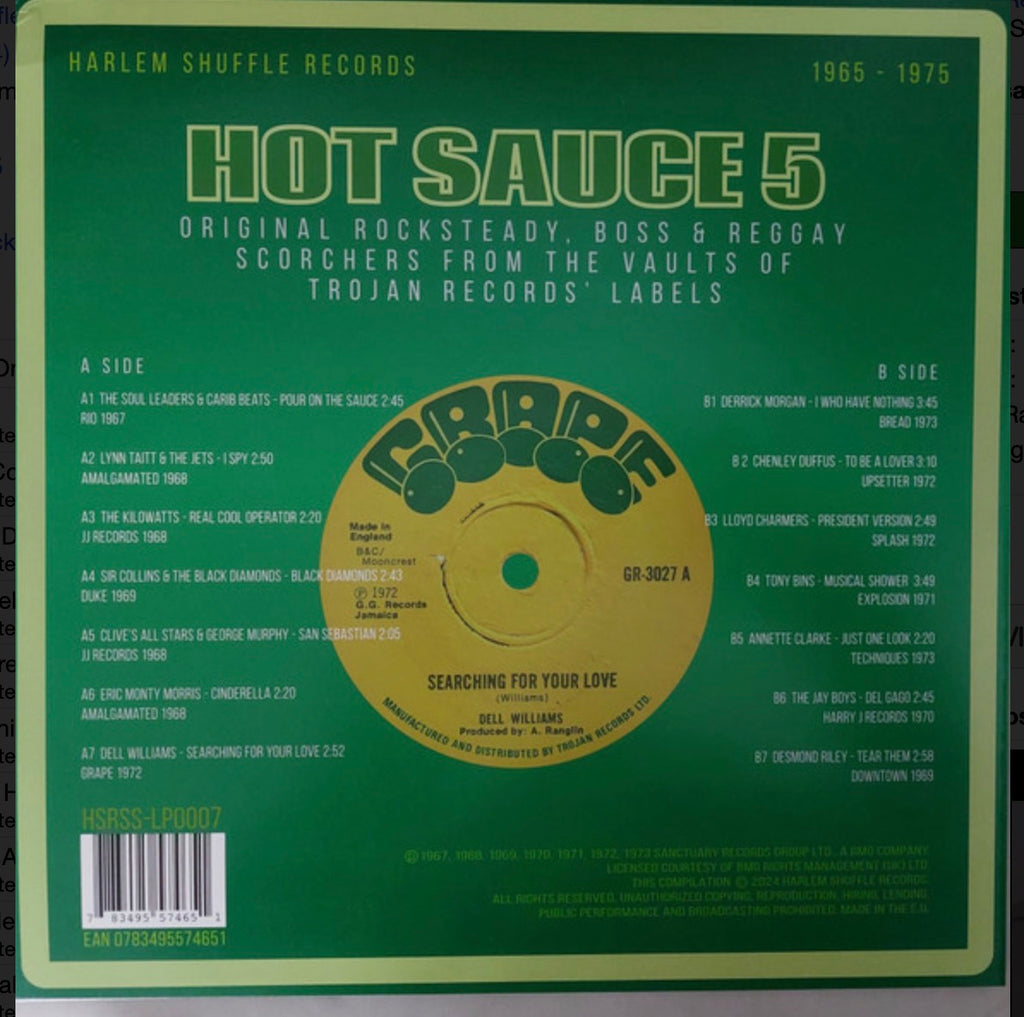 HARLEM SHUFFLE RECORDS
1965 - 1975
HOT SAUCE 5
ORIGINAL ROCKSTEADY, BOSS & REGGAY
SCORCHERS FROM THE VAULTS OF
TROJAN RECORDS' LABELS
A SIDE
A1 THE SOUL LEADERS & CARIB BEATS - POUR ON THE SAUCE 2:45
RIO 1967
A2 LYNN TAITT & THE JETS - I SPY 2:50
AMALGAMATED 1968
A3 THE KILOWATTS - REAL COOL OPERATOR 2:20
JJ RECORDS 1968
A4 SIR COLLINS & THE BLACK DIAMONDS - BLACK DIAMONDS 2:43
DUKE 1969
A5 CLIVE'S ALL STARS & GEORGE MURPHY - SAN SEBASTIAN 2:05
JJ RECORDS 1968
A6 ERIC MONTY MORRIS - CINDERELLA 2:20
AMALGAMATED 1968
A7 DELL WILLIAMS - SEARCHING FOR YOUR LOVE 2:52
GRAPE 1972
GRAPE
Made in
England
B&C/
Mooncrest
Ⓟ 1972
G.G. Records
Jamaica
GR-3027 A
SEARCHING FOR YOUR LOVE
(Williams)
DELL WILLIAMS
Produced by: A. Ranglin
MANUFACTURED AND DISTRIBUTED BY TROJAN RECORDS LTD.
B SIDE
B1 DERRICK MORGAN - I WHO HAVE NOTHING 3:45
BREAD 1973
B 2 CHENLEY DUFFUS - TO BE A LOVER 3:10
UPSETTER 1972
B3 LLOYD CHARMERS - PRESIDENT VERSION 2:49
SPLASH 1972
B4 TONY BINS - MUSICAL SHOWER 3:49
EXPLOSION 1971
B5 ANNETTE CLARKE - JUST ONE LOOK 2:20
TECHNIQUES 1973
B6 THE JAY BOYS - DEL GAGO 2:45
HARRY J RECORDS 1970
B7 DESMOND RILEY - TEAR THEM 2:58
DOWNTOWN 1969
HSRSS-LP0007
7 83495 57465 1
EAN 0783495574651
Ⓟ 1967, 1968, 1969, 1970, 1971, 1972, 1973 SANCTUARY RECORDS GROUP LTD., A BMG COMPANY.
LICENSED COURTESY OF BMG RIGHTS MANAGEMENT (UK) LTD.
THIS COMPILATION © 2024 HARLEM SHUFFLE RECORDS.
ALL RIGHTS RESERVED. UNAUTHORIZED COPYING, REPRODUCTION, HIRING, LENDING,
PUBLIC PERFORMANCE AND BROADCASTING PROHIBITED. MADE IN THE E.U.